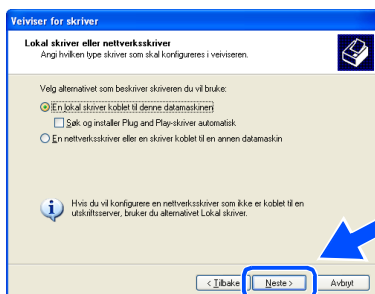 Veiviser for skriver
Lokal skriver eller nettverksskriver
Angi hvilken type skriver som skal konfigureres i veiviseren.
Velg alternativet som beskriver skriveren du vil bruke:
En lokal skriver koblet til denne datamaskinen
Søk og installer Plug and Play-skriver automatisk
En nettverksskriver eller en skriver koblet til en annen datamaskin
Hvis du vil konfigurere en nettverksskriver som ikke er koblet til en
utskriftsserver, bruker du alternativet Lokal skriver.
< Tilbake Neste > Avbryt